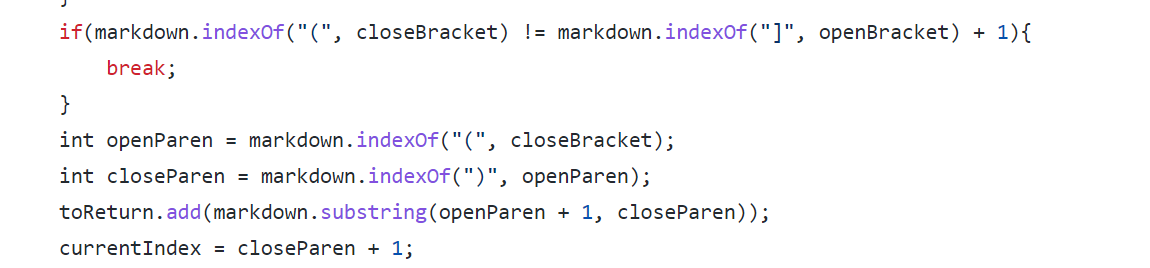 }
if(markdown.indexOf("(", closeBracket) != markdown.indexOf("]", openBracket) + 1){
    break;
}
int openParen = markdown.indexOf("(", closeBracket);
int closeParen = markdown.indexOf(")", openParen);
toReturn.add(markdown.substring(openParen + 1, closeParen));
currentIndex = closeParen + 1;